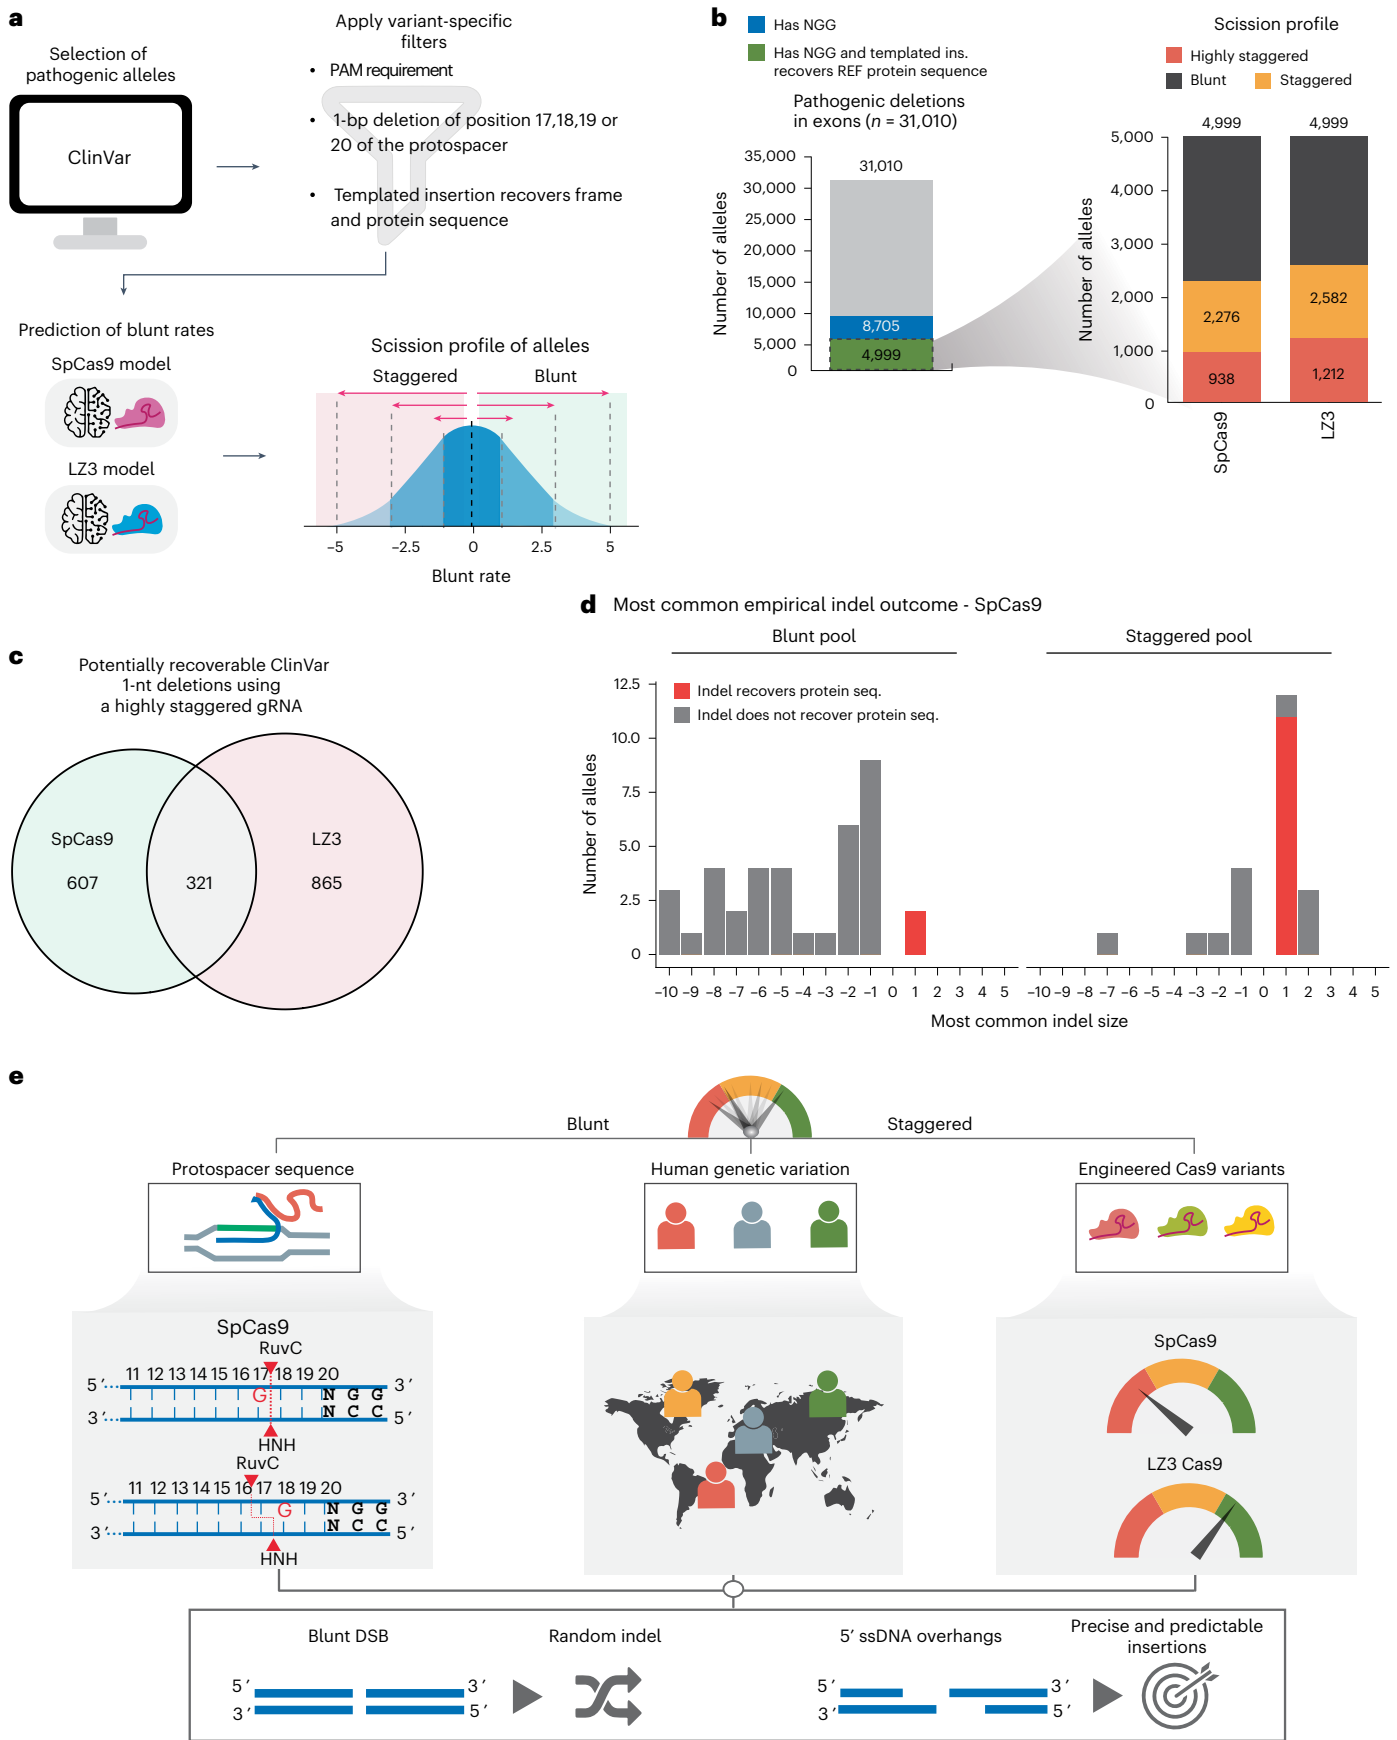 a
Selection of
pathogenic alleles
ClinVar
Apply variant-specific
filters
• PAM requirement
• 1-bp deletion of position 17,18,19 or
20 of the protospacer
• Templated insertion recovers frame
and protein sequence
Prediction of blunt rates
SpCas9 model
LZ3 model
Scission profile of alleles
Staggered
Blunt
−5
−2.5
0
2.5
5
Blunt rate
b
Has NGG
Has NGG and templated ins.
recovers REF protein sequence
Pathogenic deletions
in exons (n = 31,010)
35,000
30,000
25,000
20,000
15,000
10,000
5,000
0
Number of alleles
31,010
8,705
4,999
Scission profile
Highly staggered
Blunt
Staggered
4,999
4,999
5,000
4,000
3,000
2,000
1,000
0
Number of alleles
2,276
938
2,582
1,212
SpCas9
LZ3
c
Potentially recoverable ClinVar
1-nt deletions using
a highly staggered gRNA
SpCas9
607
321
LZ3
865
d
Most common empirical indel outcome - SpCas9
Blunt pool
Staggered pool
Indel recovers protein seq.
Indel does not recover protein seq.
12.5
10.0
7.5
5.0
2.5
0
Number of alleles
−10 −9 −8 −7 −6 −5 −4 −3 −2 −1 0 1 2 3 4 5
−10 −9 −8 −7 −6 −5 −4 −3 −2 −1 0 1 2 3 4 5
Most common indel size
e
Blunt
Staggered
Protospacer sequence
Human genetic variation
Engineered Cas9 variants
SpCas9
RuvC
11 12 13 14 15 16 17 18 19 20
5′ G N G G 3′
3′ N C C 5′
HNH
RuvC
11 12 13 14 15 16 17 18 19 20
5′ G N G G 3′
3′ N C C 5′
HNH
SpCas9
LZ3 Cas9
Blunt DSB
Random indel
5′ ssDNA overhangs
Precise and predictable
insertions
5′ 3′
3′ 5′
5′ 3′
3′ 5′